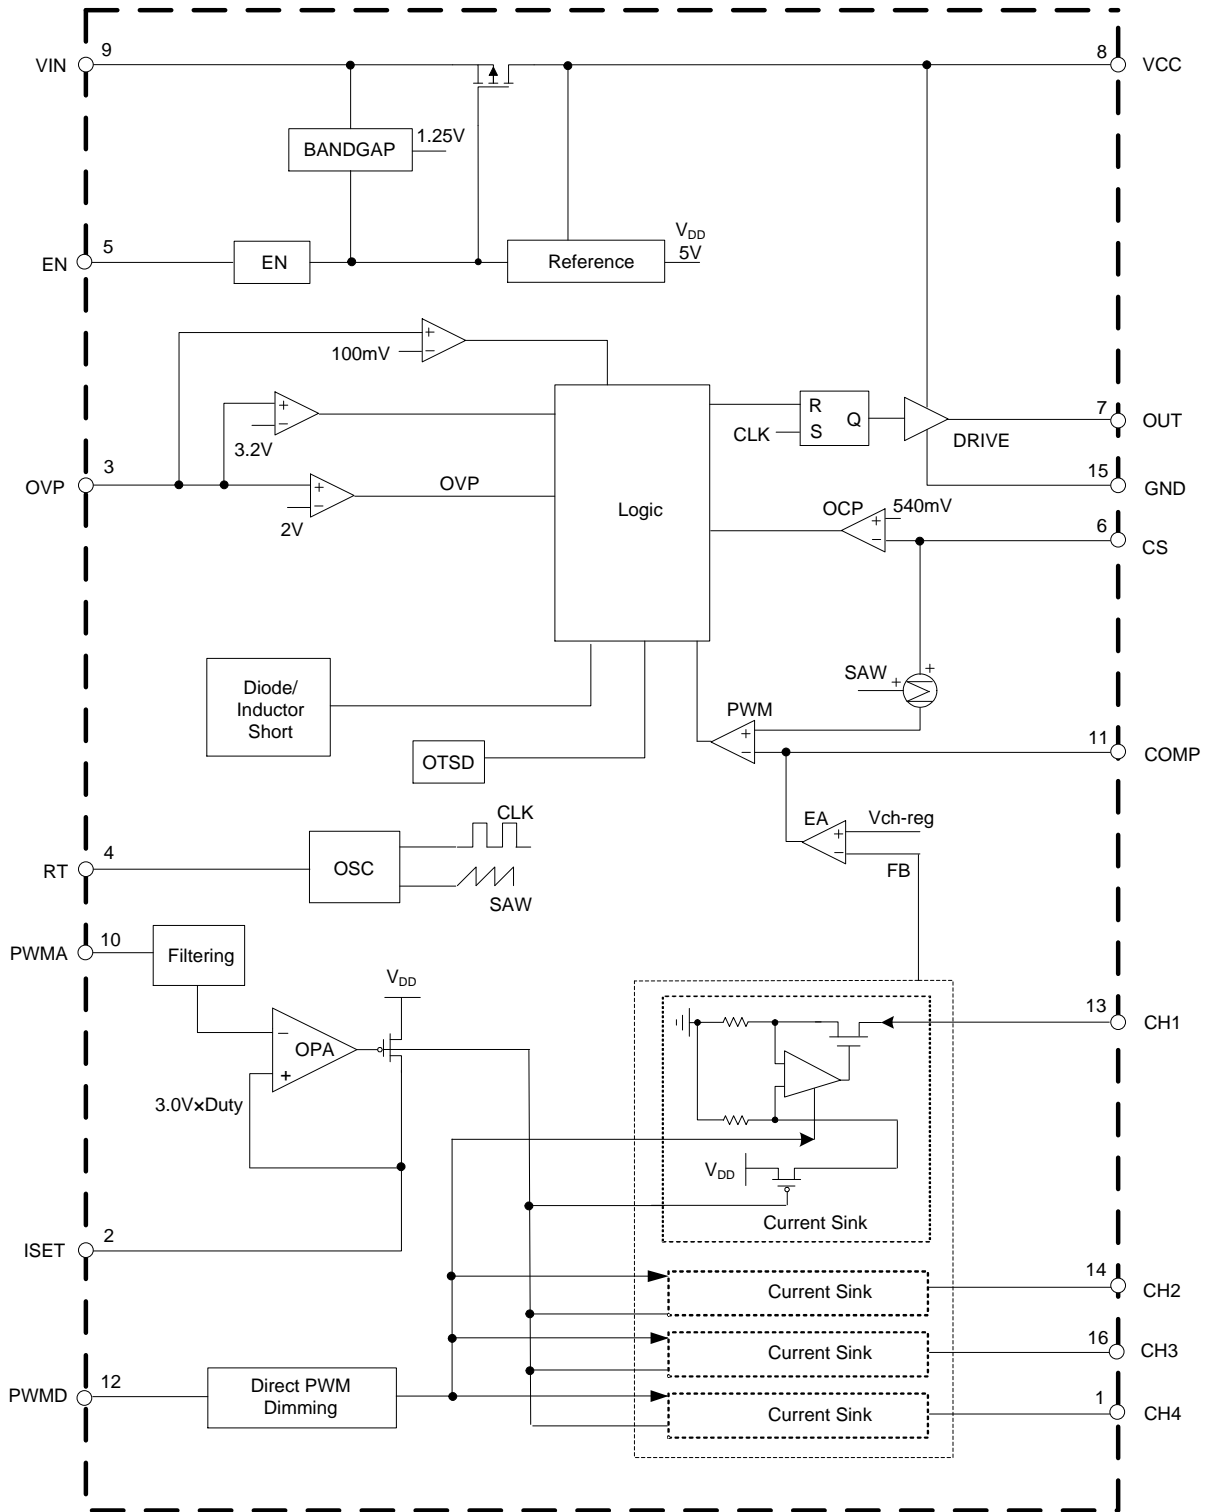 9
8
VIN
VCC
1.25V
BANDGAP
VDD
5
5V
EN
EN
Reference
+
−
100mV
+
−
3.2V
R
Q
S
CLK
7
OUT
DRIVE
3
OVP
OVP
+
−
2V
15
GND
Logic
OCP
540mV
+
−
6
CS
SAW
+
+
Σ
Diode/
Inductor
Short
PWM
+
−
11
COMP
OTSD
EA
Vch-reg
+
−
FB
CLK
4
RT
OSC
SAW
10
PWMA
Filtering
VDD
−
OPA
+
3.0V×Duty
13
CH1
VDD
Current Sink
2
ISET
14
Current Sink
CH2
16
Current Sink
CH3
12
PWMD
Direct PWM
Dimming
1
Current Sink
CH4